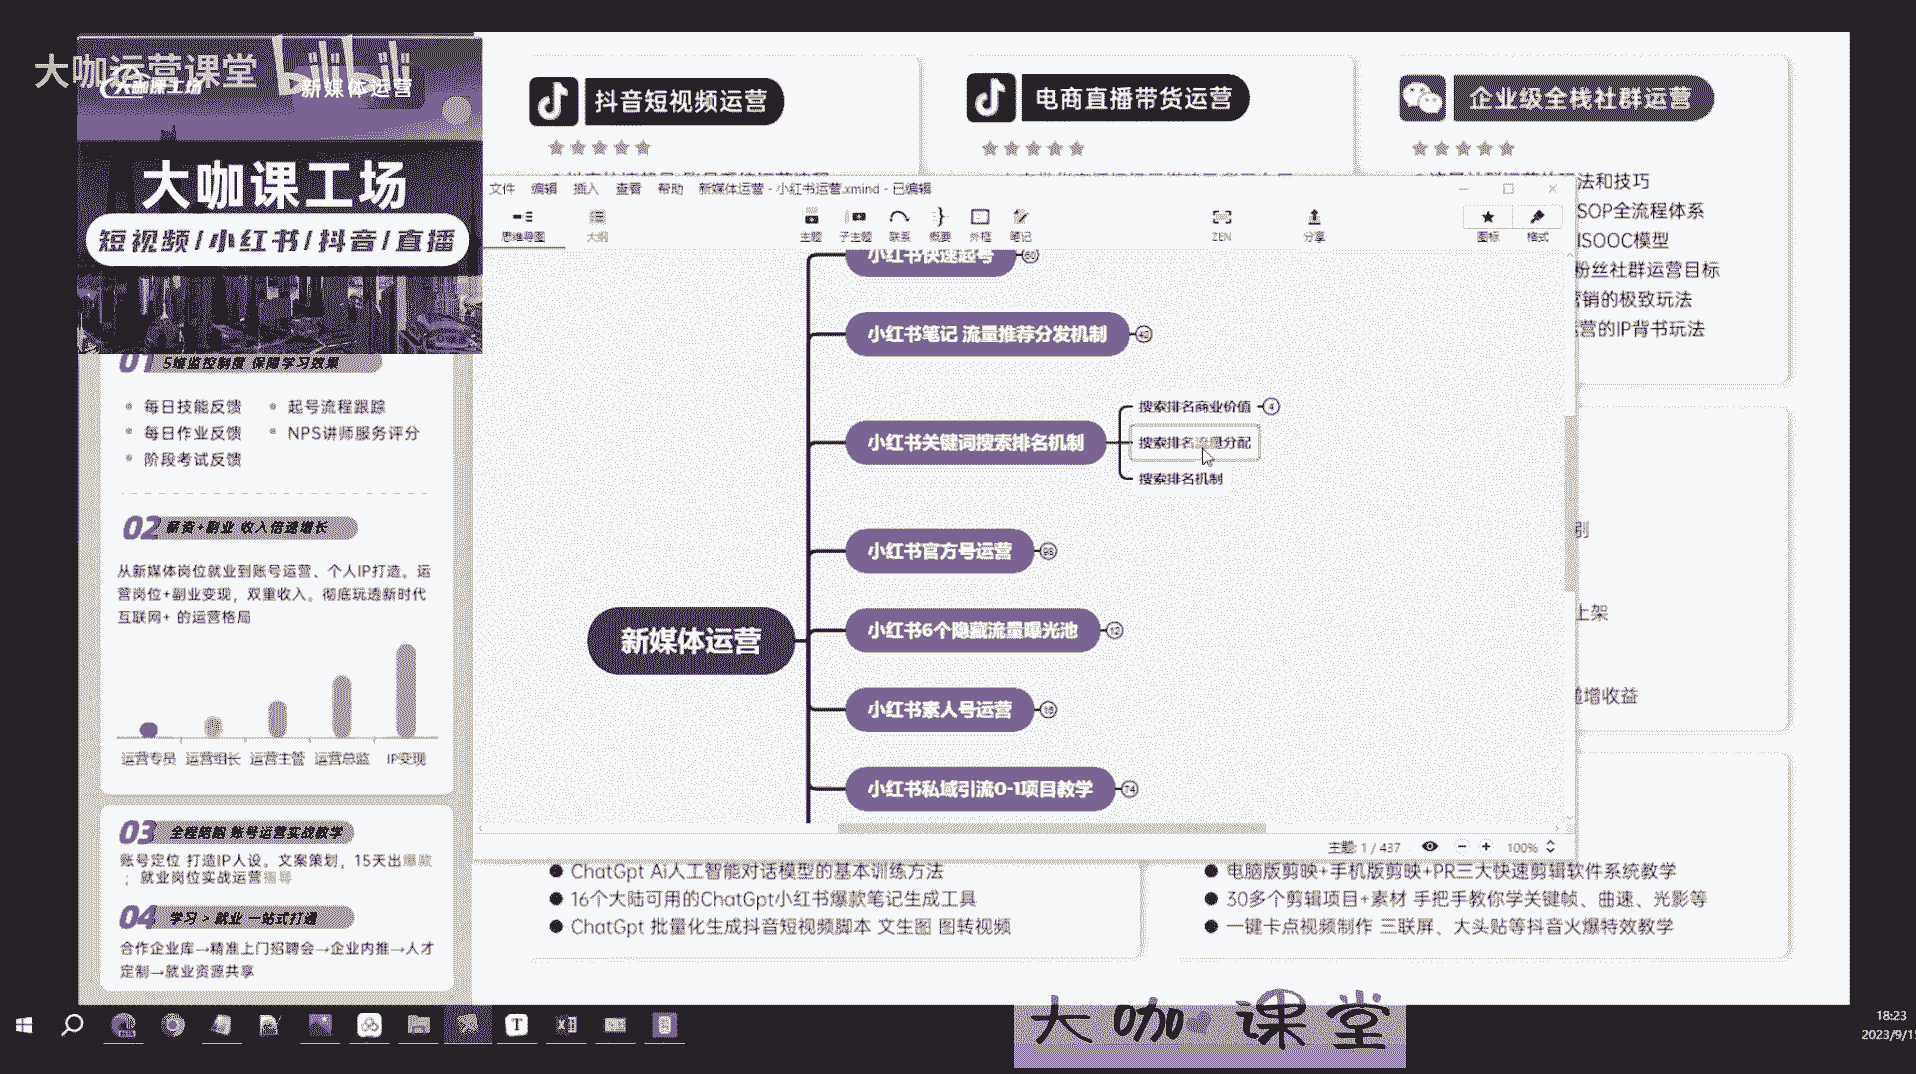 大咖运营课堂 bilibili
大咖课工场
新媒体运营
大咖课工场
短视频/小红书/抖音/直播
01 5维监控制度 保障学习效果
每日技能反馈 起号流程跟踪
每日作业反馈 NPS讲师服务评分
阶段考试反馈
02 薪资+副业 收入倍速增长
从新媒体岗位就业到账号运营、个人IP打造。运
营岗位+副业变现，双重收入。彻底玩透新时代
互联网+ 的运营格局
运营专员 运营组长 运营主管 运营总监 IP变现
03 全程陪跑 账号运营实战教学
账号定位 打造IP人设。文案策划，15天出爆款
；就业岗位实战运营指导
04 学习 > 就业 一站式打通
合作企业库→精准上门招聘会→企业内推→人才
定制→就业资源共享
抖音短视频运营
电商直播带货运营
企业级全栈社群运营
法和技巧
SOP全流程体系
ISOOC模型
粉丝社群运营目标
营销的极致玩法
运营的IP背书玩法
文件 编辑 插入 查看 帮助 新媒体运营 - 小红书运营.xmind - 已编辑
思维导图 大纲 主题 子主题 联系 概要 外框 笔记 ZEN 分享 图标 格式
小红书快速起号
小红书笔记 流量推荐分发机制
小红书关键词搜索排名机制
搜索排名商业价值 4
搜索排名流量分配
搜索排名机制
小红书官方号运营
新媒体运营
小红书6个隐藏流量曝光池 12
小红书素人号运营
小红书私域引流0-1项目教学 74
主题: 1 / 437 100%
别
上架
增收益
ChatGpt Ai人工智能对话模型的基本训练方法
16个大陆可用的ChatGpt小红书爆款笔记生成工具
ChatGpt 批量化生成抖音短视频脚本 文生图 图转视频
电脑版剪映+手机版剪映+PR三大快速剪辑软件系统教学
30多个剪辑项目+素材 手把手教你学关键帧、曲速、光影等
一键卡点视频制作 三联屏、大头贴等抖音火爆特效教学
大咖课堂
18:23
2023/9/1